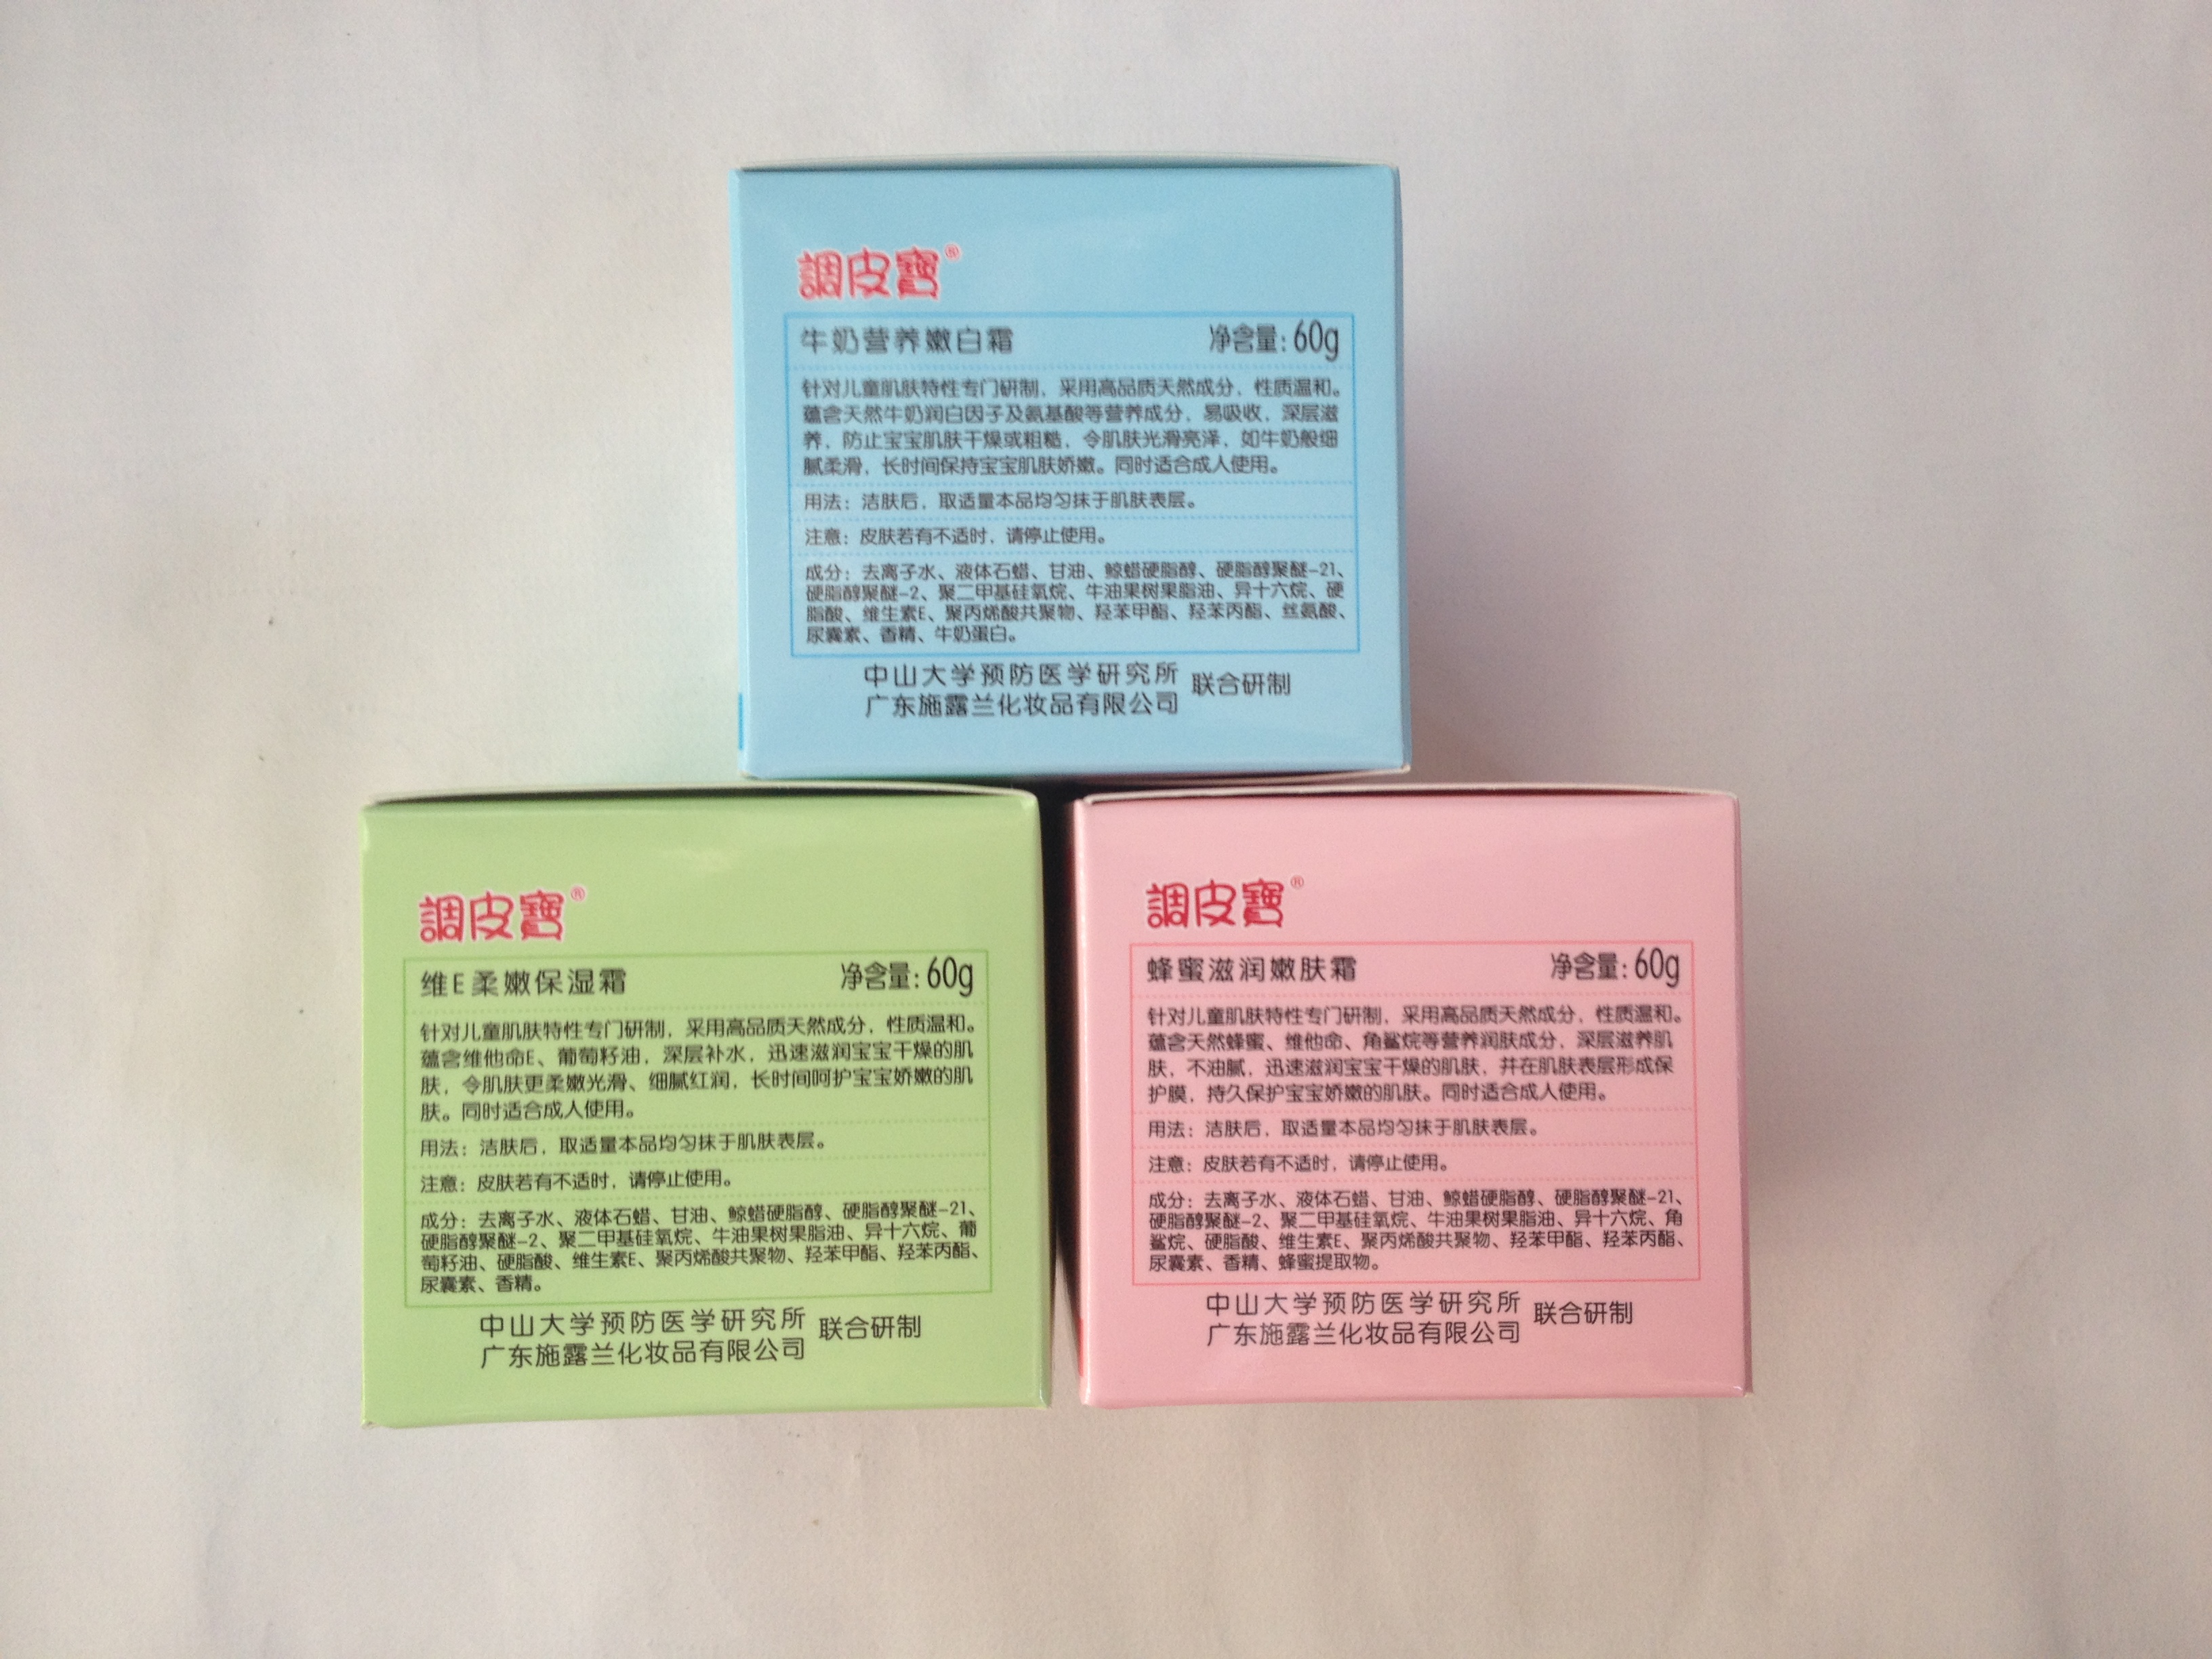 調皮寶®
牛奶营养嫩白霜 净含量:60g
针对儿童肌肤特性专门研制，采用高品质天然成分，性质温和。
蕴含天然牛奶润白因子及氨基酸等营养成分，易吸收，深层滋
养，防止宝宝肌肤干燥或粗糙，令肌肤光滑亮泽，如牛奶般细
腻柔滑，长时间保持宝宝肌肤娇嫩。同时适合成人使用。
用法：洁肤后，取适量本品均匀抹于肌肤表层。
注意：皮肤若有不适时，请停止使用。
成分：去离子水、液体石蜡、甘油、鲸蜡硬脂醇、硬脂醇聚醚-21、
硬脂醇聚醚-2、聚二甲基硅氧烷、牛油果树果脂油、异十六烷、硬
脂酸、维生素E、聚丙烯酸共聚物、羟苯甲酯、羟苯丙酯、丝氨酸、
尿囊素、香精、牛奶蛋白。
中山大学预防医学研究所
广东施露兰化妆品有限公司
联合研制
調皮寶®
维E柔嫩保湿霜 净含量:60g
针对儿童肌肤特性专门研制，采用高品质天然成分，性质温和。
蕴含维他命E、葡萄籽油，深层补水，迅速滋润宝宝干燥的肌
肤，令肌肤更柔嫩光滑、细腻红润，长时间呵护宝宝娇嫩的肌
肤。同时适合成人使用。
用法：洁肤后，取适量本品均匀抹于肌肤表层。
注意：皮肤若有不适时，请停止使用。
成分：去离子水、液体石蜡、甘油、鲸蜡硬脂醇、硬脂醇聚醚-21、
硬脂醇聚醚-2、聚二甲基硅氧烷、牛油果树果脂油、异十六烷、葡
萄籽油、硬脂酸、维生素E、聚丙烯酸共聚物、羟苯甲酯、羟苯丙酯、
尿囊素、香精。
中山大学预防医学研究所
广东施露兰化妆品有限公司
联合研制
調皮寶®
蜂蜜滋润嫩肤霜 净含量:60g
针对儿童肌肤特性专门研制，采用高品质天然成分，性质温和。
蕴含天然蜂蜜、维他命、角鲨烷等营养润肤成分，深层滋养肌
肤，不油腻，迅速滋润宝宝干燥的肌肤，并在肌肤表层形成保
护膜，持久保护宝宝娇嫩的肌肤。同时适合成人使用。
用法：洁肤后，取适量本品均匀抹于肌肤表层。
注意：皮肤若有不适时，请停止使用。
成分：去离子水、液体石蜡、甘油、鲸蜡硬脂醇、硬脂醇聚醚-21、
硬脂醇聚醚-2、聚二甲基硅氧烷、牛油果树果脂油、异十六烷、角
鲨烷、硬脂酸、维生素E、聚丙烯酸共聚物、羟苯甲酯、羟苯丙酯、
尿囊素、香精、蜂蜜提取物。
中山大学预防医学研究所
广东施露兰化妆品有限公司
联合研制